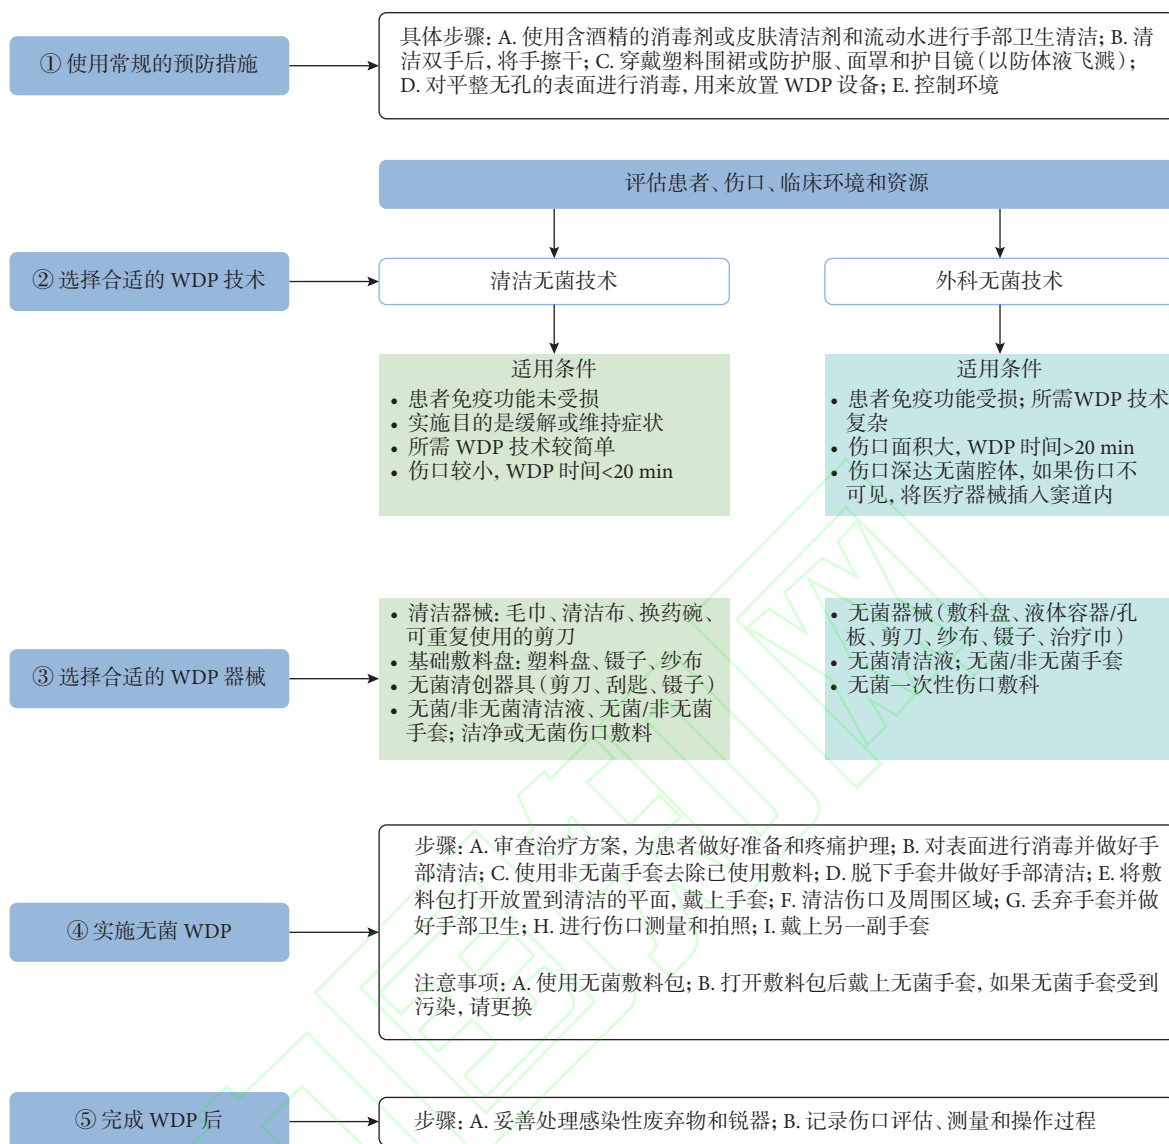 ① 使用常规的预防措施
具体步骤: A. 使用含酒精的消毒剂或皮肤清洁剂和流动水进行手部卫生清洁; B. 清
洁双手后, 将手擦干; C. 穿戴塑料围裙或防护服、面罩和护目镜(以防体液飞溅);
D. 对平整无孔的表面进行消毒, 用来放置 WDP 设备; E. 控制环境
评估患者、伤口、临床环境和资源
② 选择合适的 WDP 技术
清洁无菌技术
外科无菌技术
适用条件
• 患者免疫功能未受损
• 实施目的是缓解或维持症状
• 所需 WDP 技术较简单
• 伤口较小, WDP 时间<20 min
适用条件
• 患者免疫功能受损; 所需WDP 技术
复杂
• 伤口面积大, WDP 时间>20 min
• 伤口深达无菌腔体, 如果伤口不
可见, 将医疗器械插入窦道内
③ 选择合适的 WDP 器械
• 清洁器械: 毛巾、清洁布、换药碗、
可重复使用的剪刀
• 基础敷料盘: 塑料盘、镊子、纱布
• 无菌清创器具(剪刀、刮匙、镊子)
• 无菌/非无菌清洁液、无菌/非无菌
手套; 洁净或无菌伤口敷料
• 无菌器械(敷科盘、液体容器/孔
板、剪刀、纱布、镊子、治疗巾)
• 无菌清洁液; 无菌/非无菌手套
• 无菌一次性伤口敷科
④ 实施无菌 WDP
步骤: A. 审查治疗方案, 为患者做好准备和疼痛护理; B. 对表面进行消毒并做好手
部清洁; C. 使用非无菌手套去除已使用敷料; D. 脱下手套井做好手部清洁; E. 将敷
料包打开放置到清洁的平面, 戴上手套; F. 清洁伤口及周围区域; G. 丢弃手套并做
好手部卫生; H. 进行伤口测量和拍照; I. 戴上另一副手套
注意事项: A. 使用无菌敷料包; B. 打开敷料包后戴上无菌手套, 如果无菌手套受到
污染, 请更换
⑤ 完成 WDP 后
步骤: A. 妥善处理感染性废弃物和锐器; B. 记录伤口评估、测量和操作过程